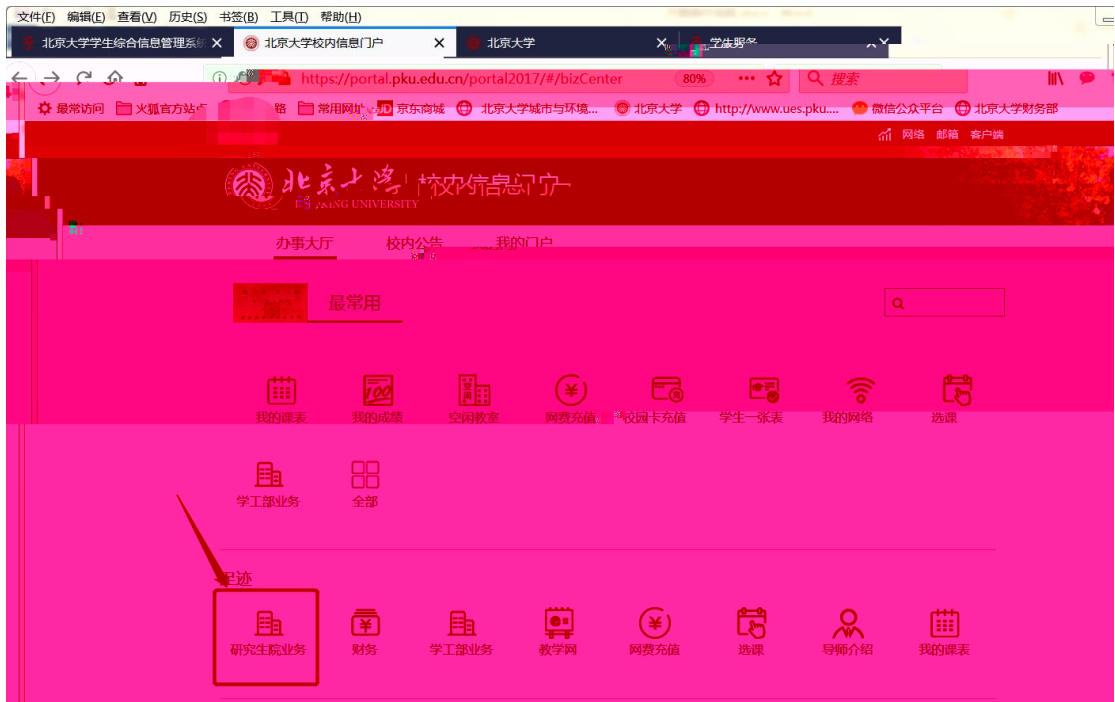 文件(F) 编辑(E) 查看(V) 历史(S) 书签(B) 工具(T) 帮助(H)
北京大学学生综合信息管理系统 北京大学校内信息门户 北京大学
https://portal.pku.edu.cn/portal2017/#/bizCenter 80% 搜索
最常访问 火狐官方站点 常用网址 JD 京东商城 北京大学城市与环境... 北京大学 http://www.ues.pku.... 微信公众平台 北京大学财务部
网络 邮箱 客户端
北京大学 校内信息门户
UNIVERSITY
办事大厅 校内公告 我的门户
最常用
我的课表 我的成绩 空闲教室 网费充值 校园卡充值 学生一张表 我的网络 选课
学工部业务 全部
足迹
研究生院业务 财务 学工部业务 教学网 网费充值 选课 导师介绍 我的课表